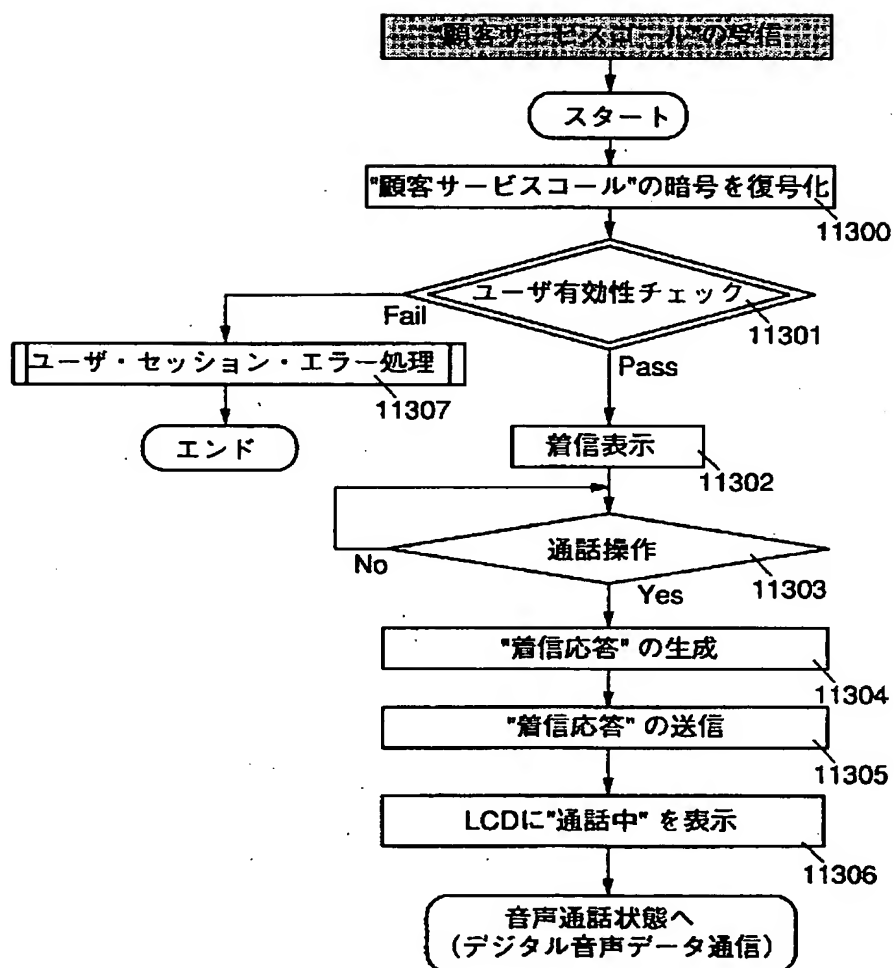 "顧客サービスコール"の受信
スタート
"顧客サービスコール"の暗号を復号化
11300
ユーザ有効性チェック
11301
Fail
Pass
ユーザ・セッション・エラー処理
11307
エンド
着信表示
11302
通話操作
11303
No
Yes
"着信応答" の生成
11304
"着信応答" の送信
11305
LCDに"通話中" を表示
11306
音声通話状態へ
(デジタル音声データ通信)